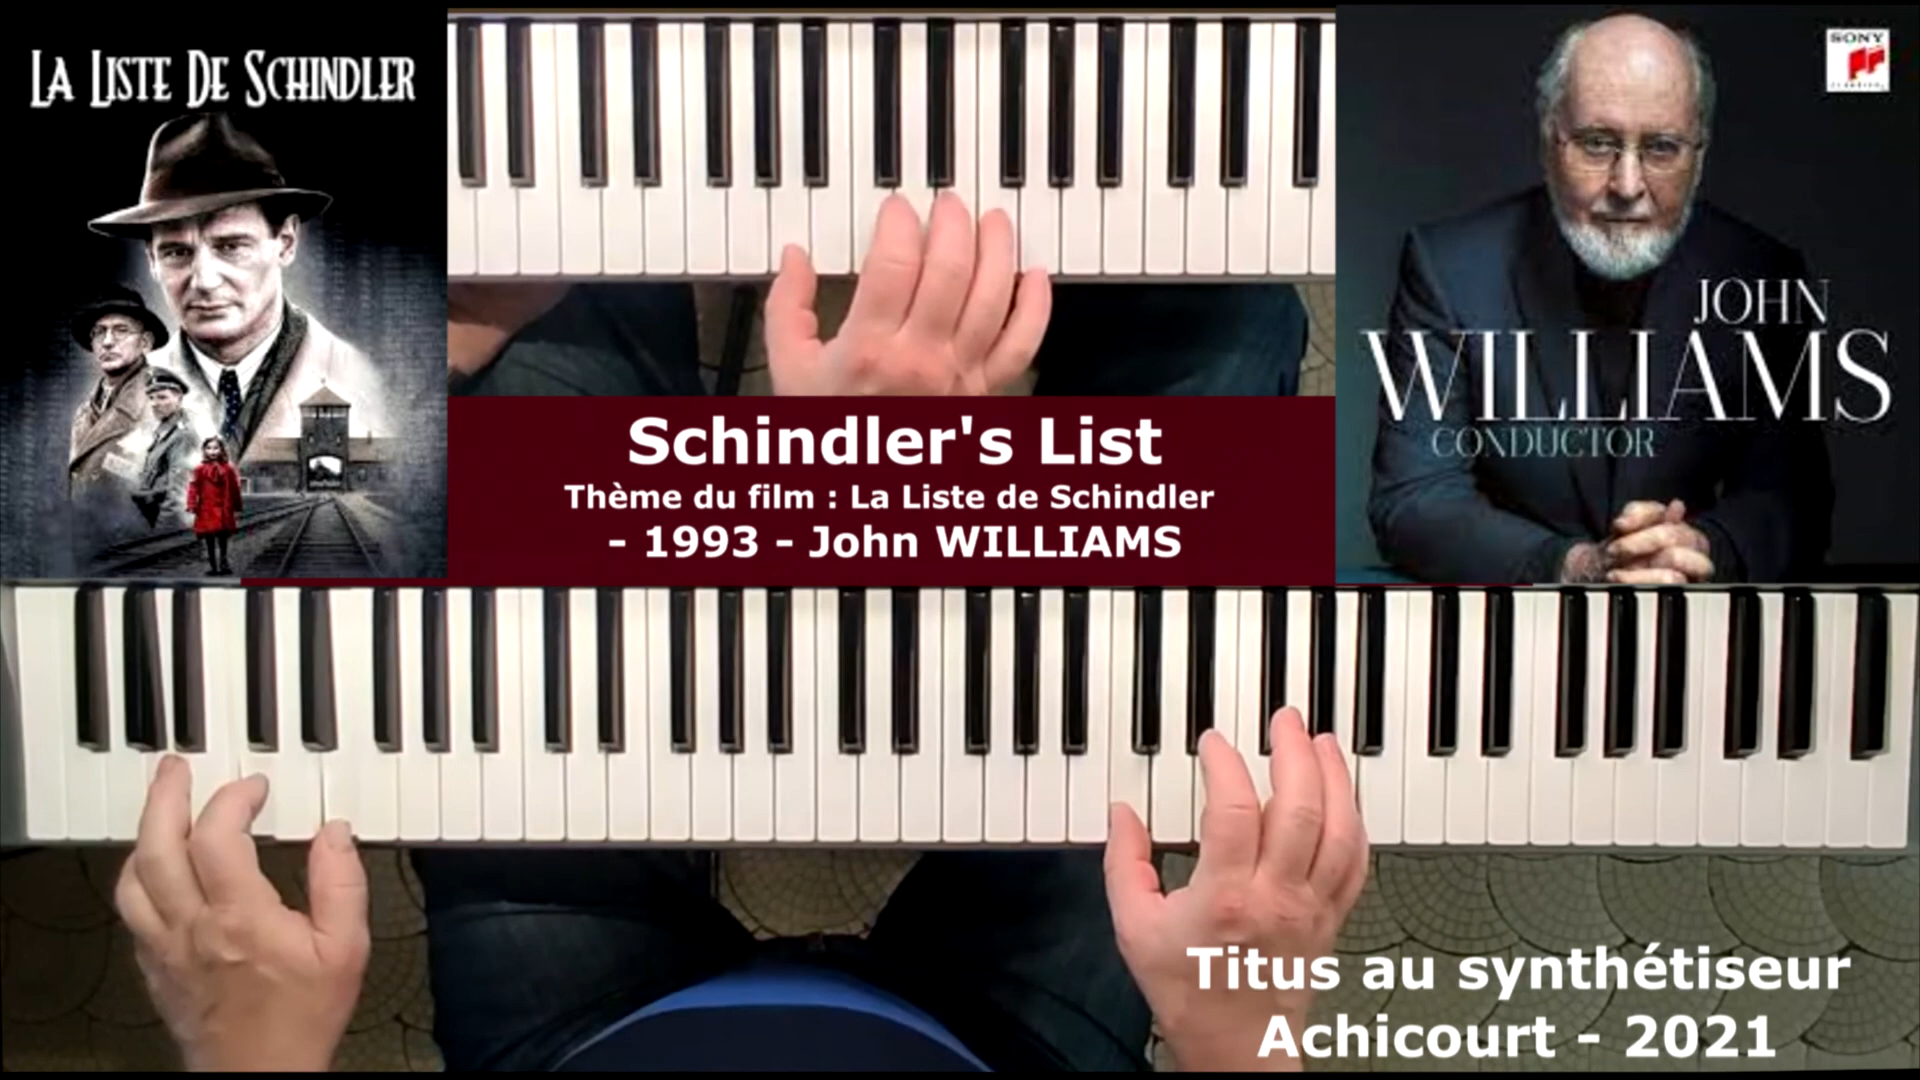 LA LISTE DE SCHINDLER
SONY
JOHN
WILLIAMS
CONDUCTOR
Schindler's List
Thème du film : La Liste de Schindler
- 1993 - John WILLIAMS
Titus au synthétiseur
Achicourt - 2021